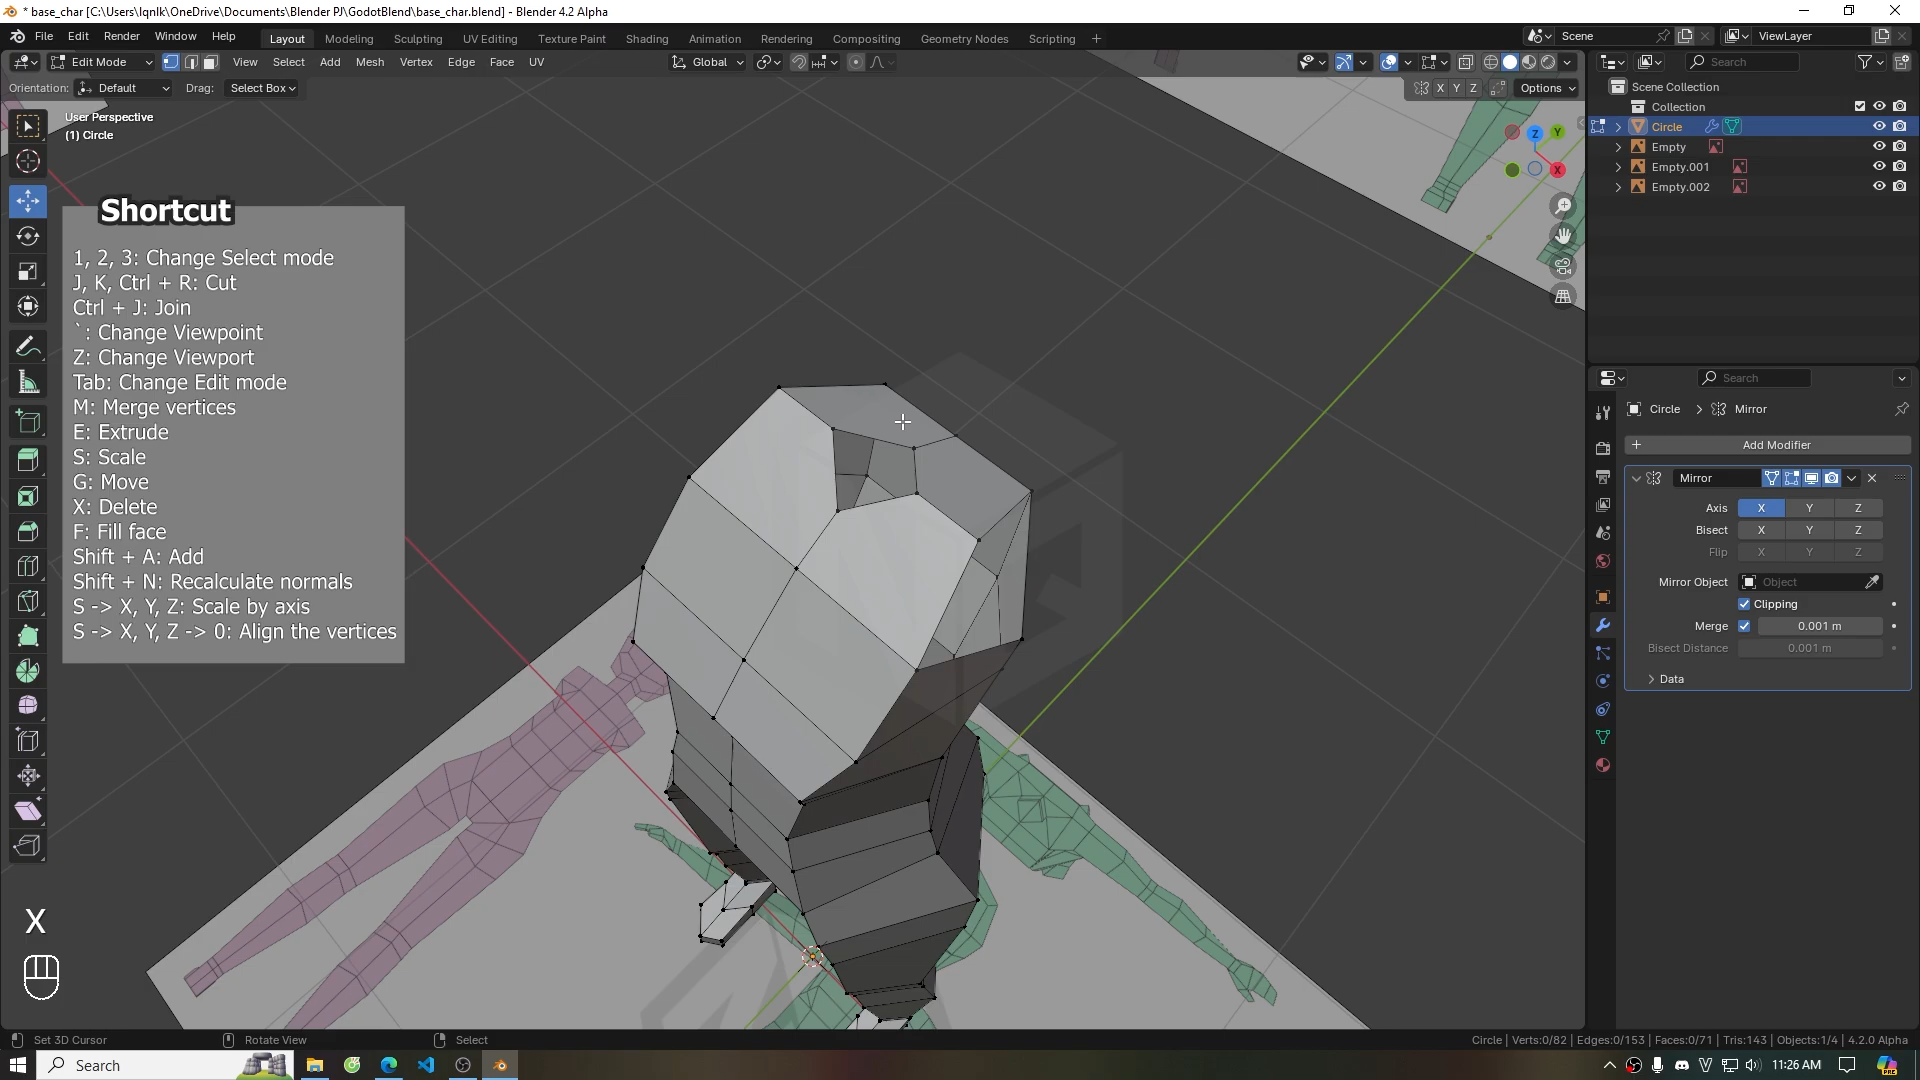 * base_char [C:\Users\lqnlk\OneDrive\Documents\Blender PJ\GodotBlend\base_char.blend] - Blender 4.2 Alpha
File Edit Render Window Help Layout Modeling Sculpting UV Editing Texture Paint Shading Animation Rendering Compositing Geometry Nodes Scripting + Scene ViewLayer
Edit Mode View Select Add Mesh Vertex Edge Face UV Global Search
Orientation: Default Drag: Select Box X Y Z Options
Scene Collection
Collection
Circle
Empty
Empty.001
Empty.002
User Perspective
(1) Circle
Z Y X
Shortcut
1, 2, 3: Change Select mode
J, K, Ctrl + R: Cut
Ctrl + J: Join
`: Change Viewpoint
Z: Change Viewport
Tab: Change Edit mode
M: Merge vertices
E: Extrude
S: Scale
G: Move
X: Delete
F: Fill face
Shift + A: Add
Shift + N: Recalculate normals
S -> X, Y, Z: Scale by axis
S -> X, Y, Z -> 0: Align the vertices
X
Search
Circle > Mirror
+ Add Modifier
Mirror
Axis X Y Z
Bisect X Y Z
Flip X Y Z
Mirror Object Object
Clipping
Merge 0.001 m
Bisect Distance 0.001 m
Data
Set 3D Cursor Rotate View Select Circle | Verts:0/82 | Edges:0/153 | Faces:0/71 | Tris:143 | Objects:1/4 | 4.2.0 Alpha
Search 11:26 AM